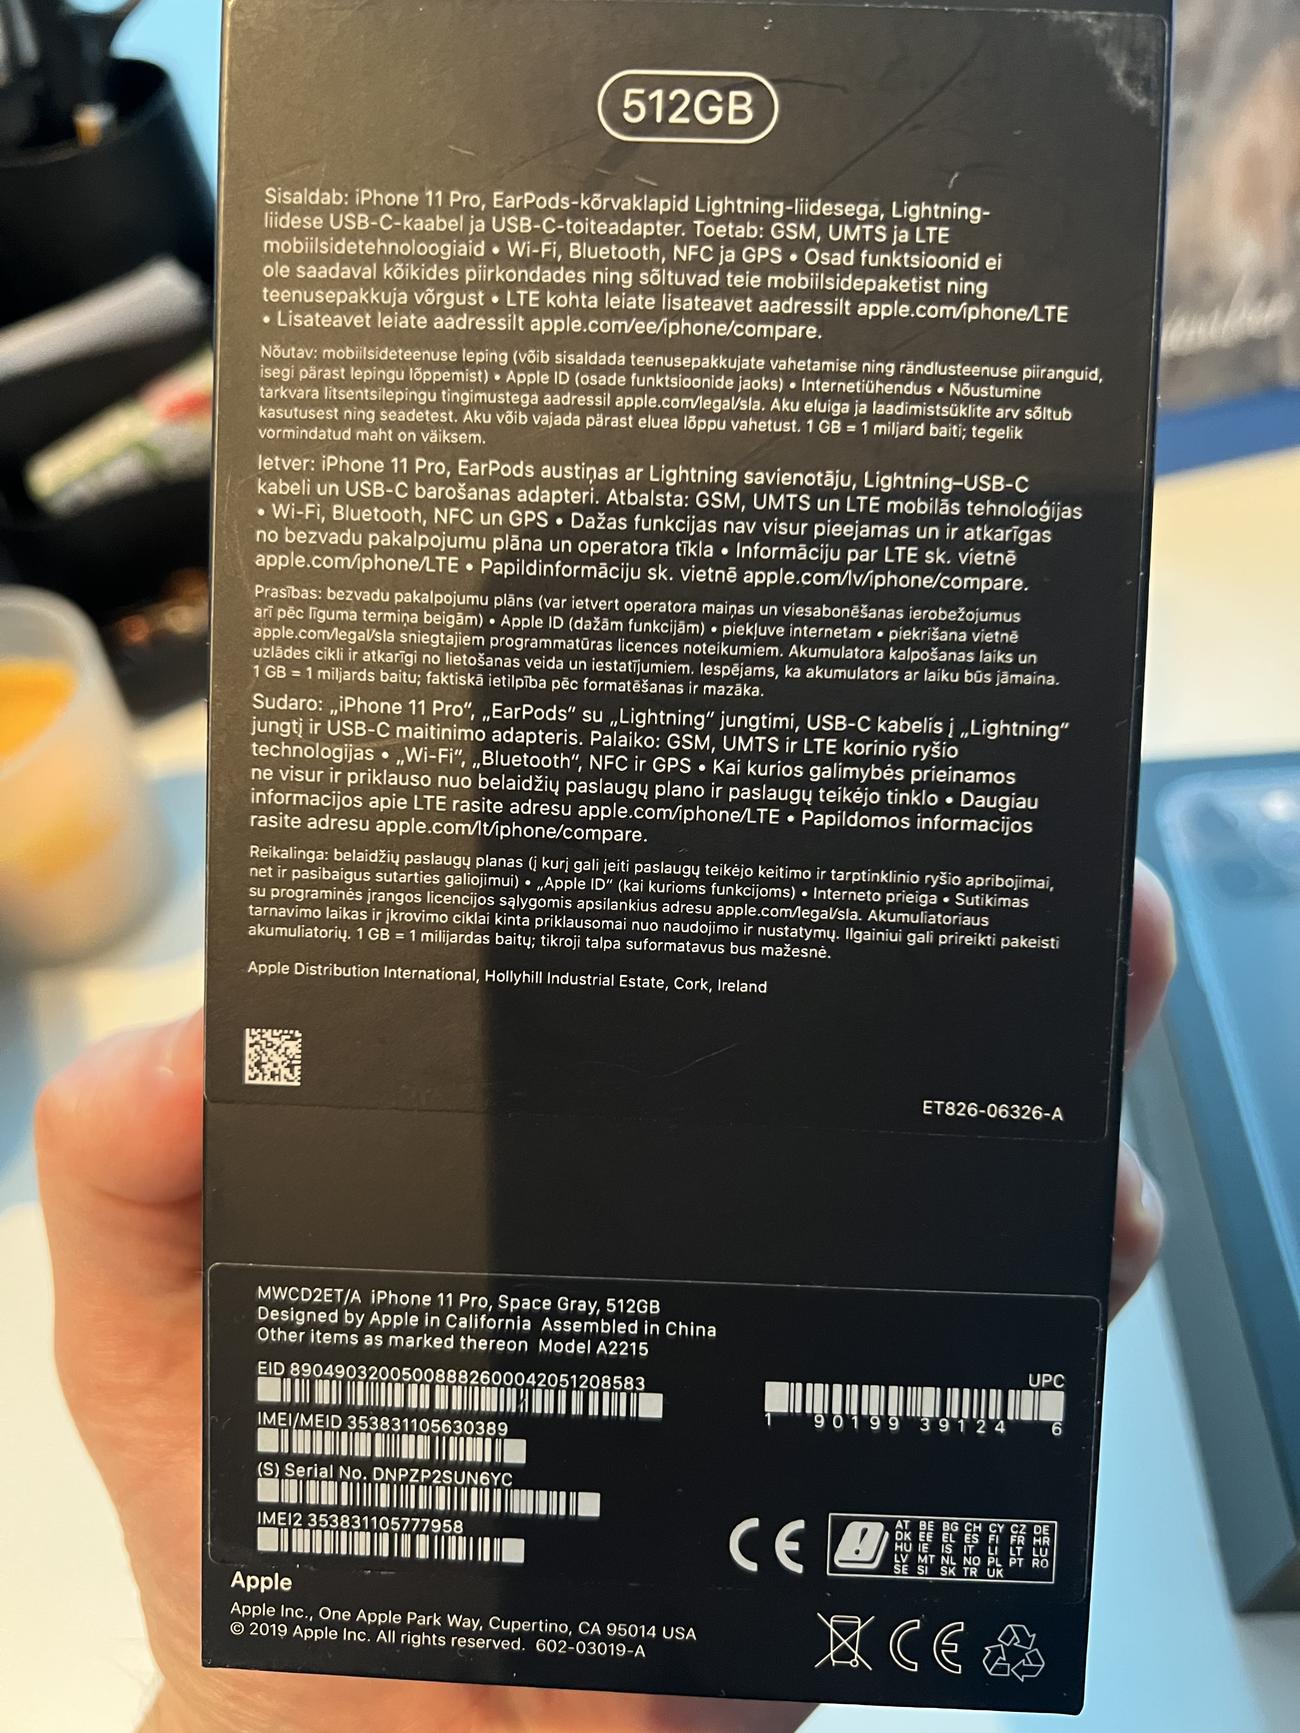 512GB
Sisaldab: iPhone 11 Pro, EarPods-kõrvaklapid Lightning-liidesega, Lightning-
liidese USB-C-kaabel ja USB-C-toiteadapter. Toetab: GSM, UMTS ja LTE
mobiilsidetehnoloogiaid • Wi-Fi, Bluetooth, NFC ja GPS • Osad funktsioonid ei
ole saadaval kõikides piirkondades ning sõltuvad teie mobiilsidepaketist ning
teenusepakkuja võrgust • LTE kohta leiate lisateavet aadressilt apple.com/iphone/LTE
• Lisateavet leiate aadressilt apple.com/ee/iphone/compare.
Nõutav: mobiilsideteenuse leping (võib sisaldada teenusepakkujate vahetamise ning rändlusteenuse piiranguid,
isegi pärast lepingu lõppemist) • Apple ID (osade funktsioonide jaoks) • Internetiühendus • Nõustumine
tarkvara litsentsilepingu tingimustega aadressil apple.com/legal/sla. Aku eluiga ja laadimistsüklite arv sõltub
kasutusest ning seadetest. Aku võib vajada pärast eluea lõppu vahetust. 1 GB = 1 miljard baiti; tegelik
vormindatud maht on väiksem.
Ietver: iPhone 11 Pro, EarPods austiņas ar Lightning savienotāju, Lightning–USB-C
kabeli un USB-C barošanas adapteri. Atbalsta: GSM, UMTS un LTE mobilās tehnoloģijas
• Wi-Fi, Bluetooth, NFC un GPS • Dažas funkcijas nav visur pieejamas un ir atkarīgas
no bezvadu pakalpojumu plāna un operatora tīkla • Informāciju par LTE sk. vietnē
apple.com/iphone/LTE • Papildinformāciju sk. vietnē apple.com/lv/iphone/compare.
Prasības: bezvadu pakalpojumu plāns (var ietvert operatora maiņas un viesabonēšanas ierobežojumus
arī pēc līguma termiņa beigām) • Apple ID (dažām funkcijām) • piekļuve internetam • piekrišana vietnē
apple.com/legal/sla sniegtajiem programmatūras licences noteikumiem. Akumulatora kalpošanas laiks un
uzlādes cikli ir atkarīgi no lietošanas veida un iestatījumiem. Iespējams, ka akumulators ar laiku būs jāmaina.
1 GB = 1 miljards baitu; faktiskā ietilpība pēc formatēšanas ir mazāka.
Sudaro: „iPhone 11 Pro“, „EarPods“ su „Lightning“ jungtimi, USB-C kabelis į „Lightning“
jungtį ir USB-C maitinimo adapteris. Palaiko: GSM, UMTS ir LTE korinio ryšio
technologijas • „Wi-Fi“, „Bluetooth“, NFC ir GPS • Kai kurios galimybės prieinamos
ne visur ir priklauso nuo belaidžių paslaugų plano ir paslaugų teikėjo tinklo • Daugiau
informacijos apie LTE rasite adresu apple.com/iphone/LTE • Papildomos informacijos
rasite adresu apple.com/lt/iphone/compare.
Reikalinga: belaidžių paslaugų planas (į kurį gali įeiti paslaugų teikėjo keitimo ir tarptinklinio ryšio apribojimai,
net ir pasibaigus sutarties galiojimui) • „Apple ID“ (kai kurioms funkcijoms) • Interneto prieiga • Sutikimas
su programinės įrangos licencijos sąlygomis apsilankius adresu apple.com/legal/sla. Akumuliatoriaus
tarnavimo laikas ir įkrovimo ciklai kinta priklausomai nuo naudojimo ir nustatymų. Ilgainiui gali prireikti pakeisti
akumuliatorių. 1 GB = 1 milijardas baitų; tikroji talpa suformatavus bus mažesnė.
Apple Distribution International, Hollyhill Industrial Estate, Cork, Ireland
ET826-06326-A
MWCD2ET/A iPhone 11 Pro, Space Gray, 512GB
Designed by Apple in California Assembled in China
Other items as marked thereon Model A2215
EID 89049032005008882600042051208583
UPC
1 90199 39124 6
IMEI/MEID 353831105630389
(S) Serial No. DNPZP2SUN6YC
IMEI2 353831105777958
CE
AT BE BG CH CY CZ DE
DK EE EL ES FI FR HR
HU IE IS IT LI LT LU
LV MT NL NO PL PT RO
SE SI SK TR UK
Apple
Apple Inc., One Apple Park Way, Cupertino, CA 95014 USA
© 2019 Apple Inc. All rights reserved. 602-03019-A
CE